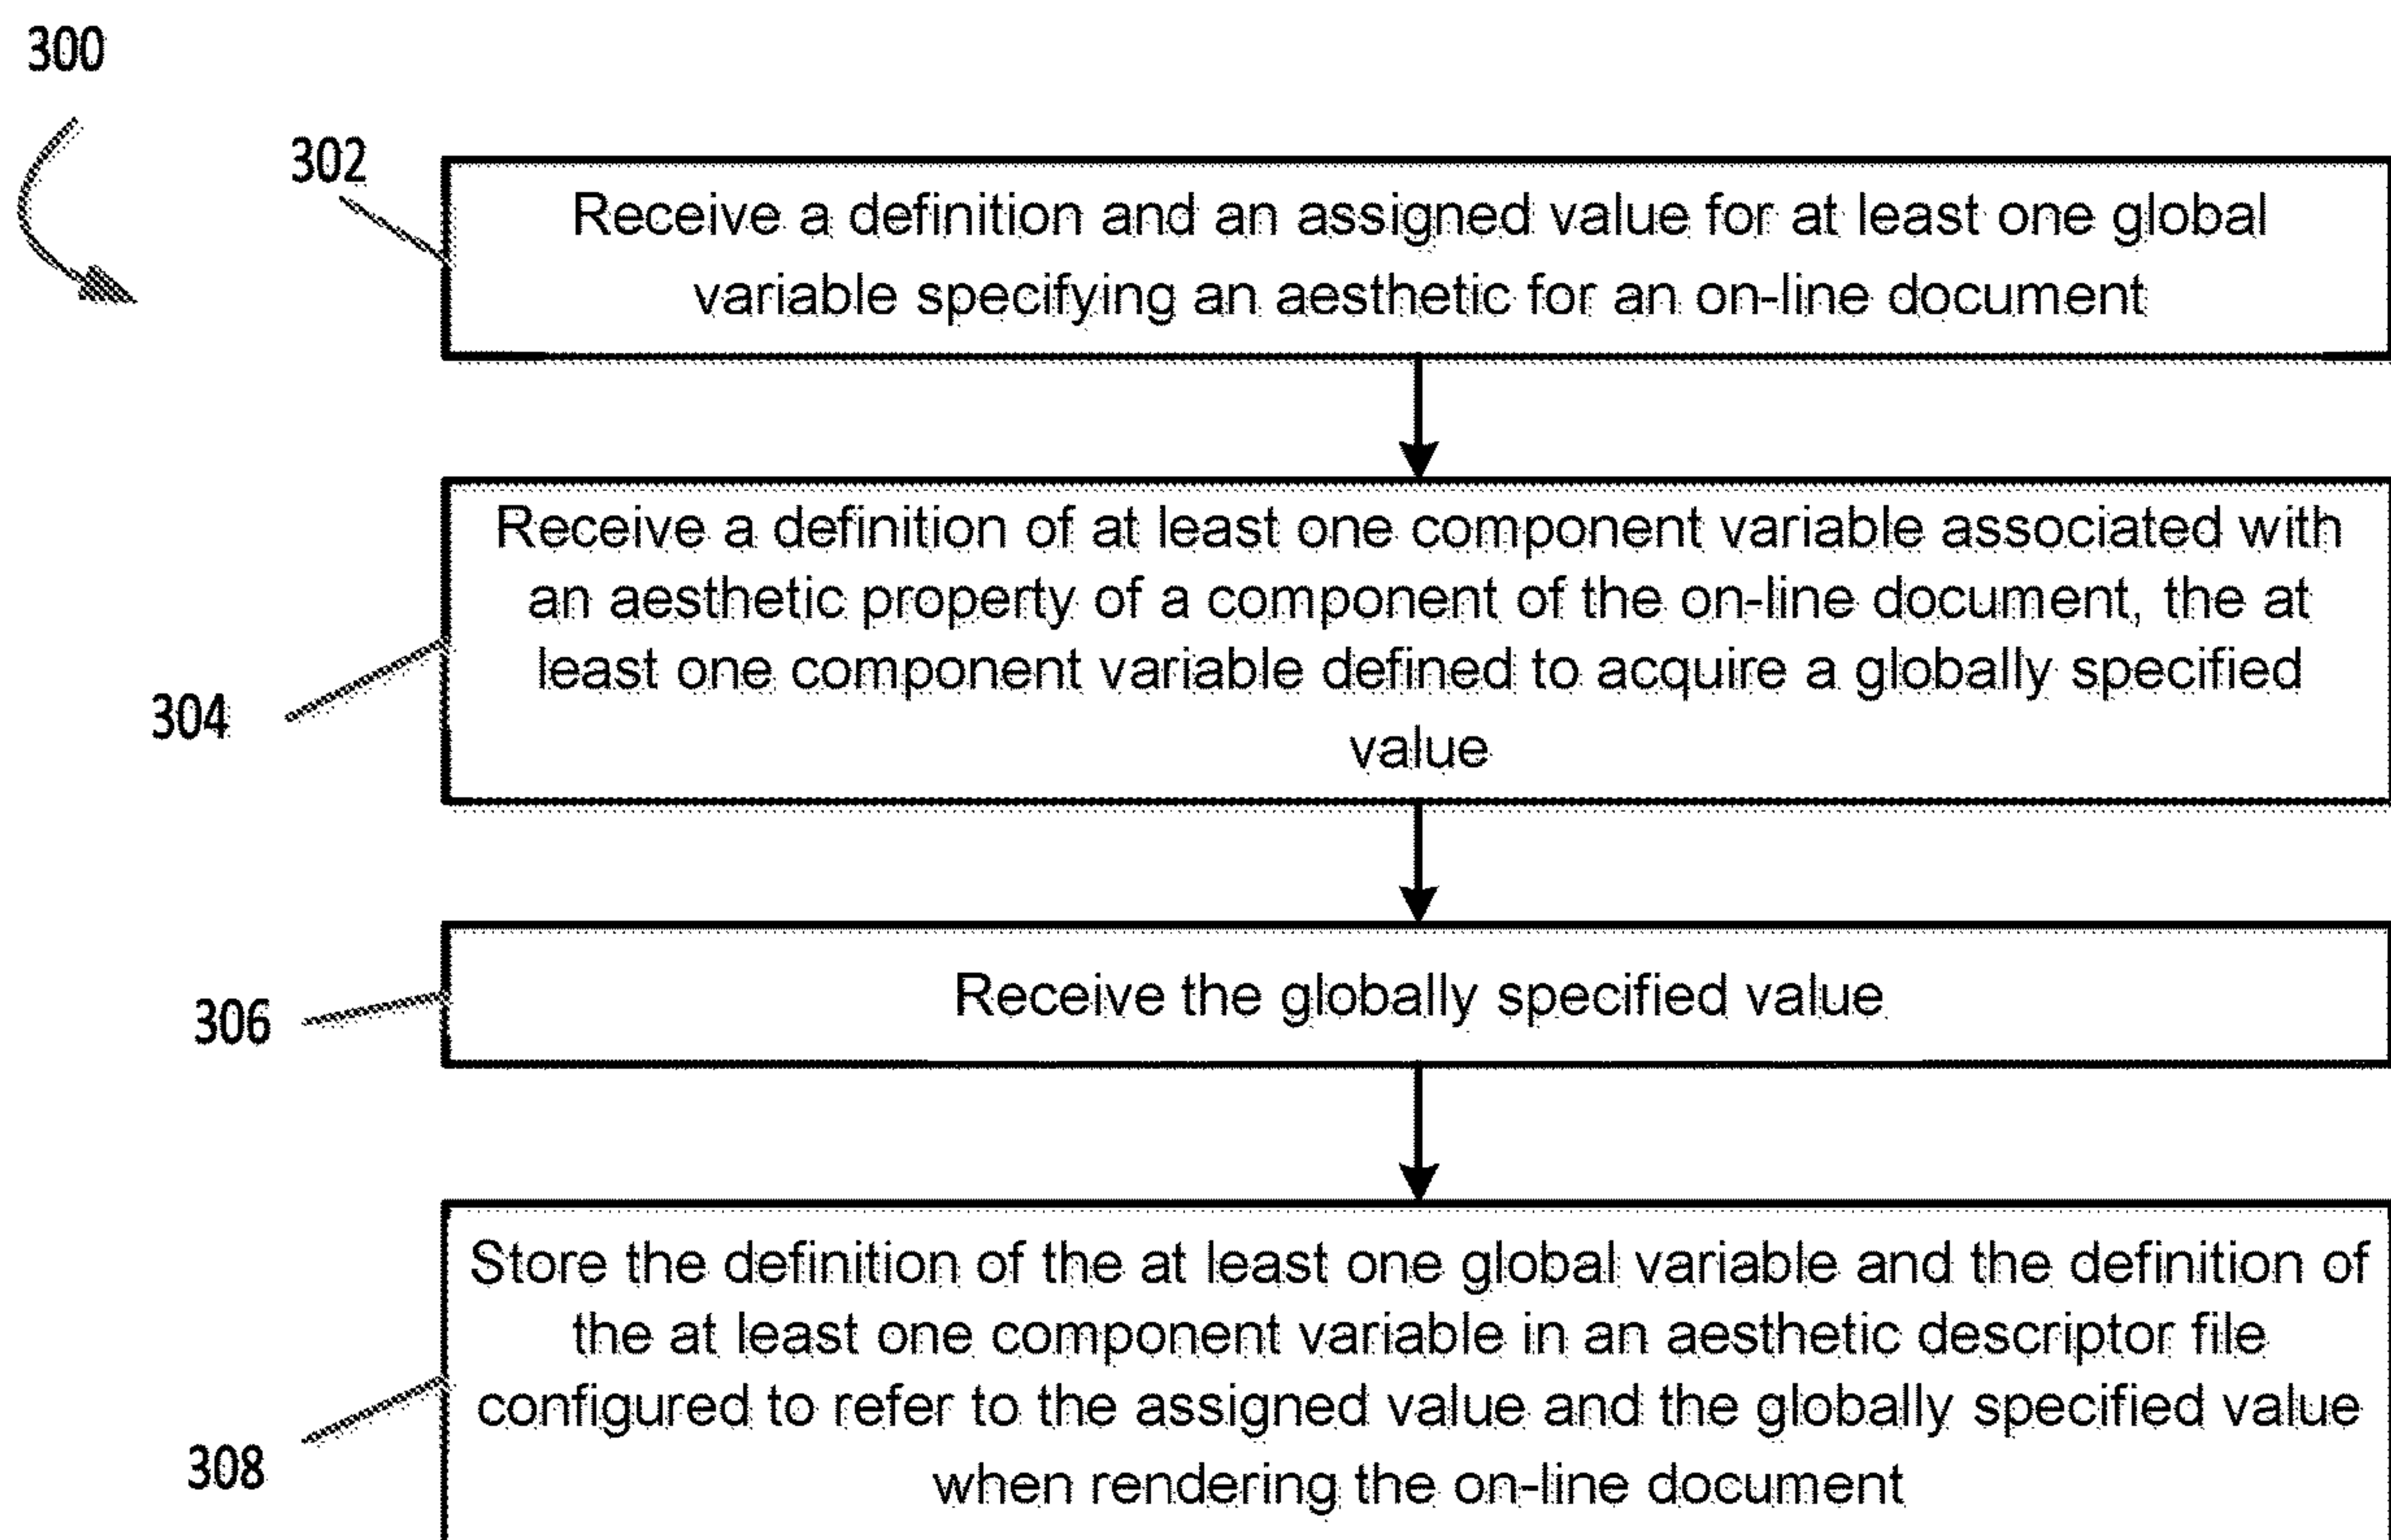 300
302
Receive a definition and an assigned value for at least one global
variable specifying an aesthetic for an on-line document
304
Receive a definition of at least one component variable associated with
an aesthetic property of a component of the on-line document, the at
least one component variable defined to acquire a globally specified
value
306
Receive the globally specified value
308
Store the definition of the at least one global variable and the definition of
the at least one component variable in an aesthetic descriptor file
configured to refer to the assigned value and the globally specified value
when rendering the on-line document